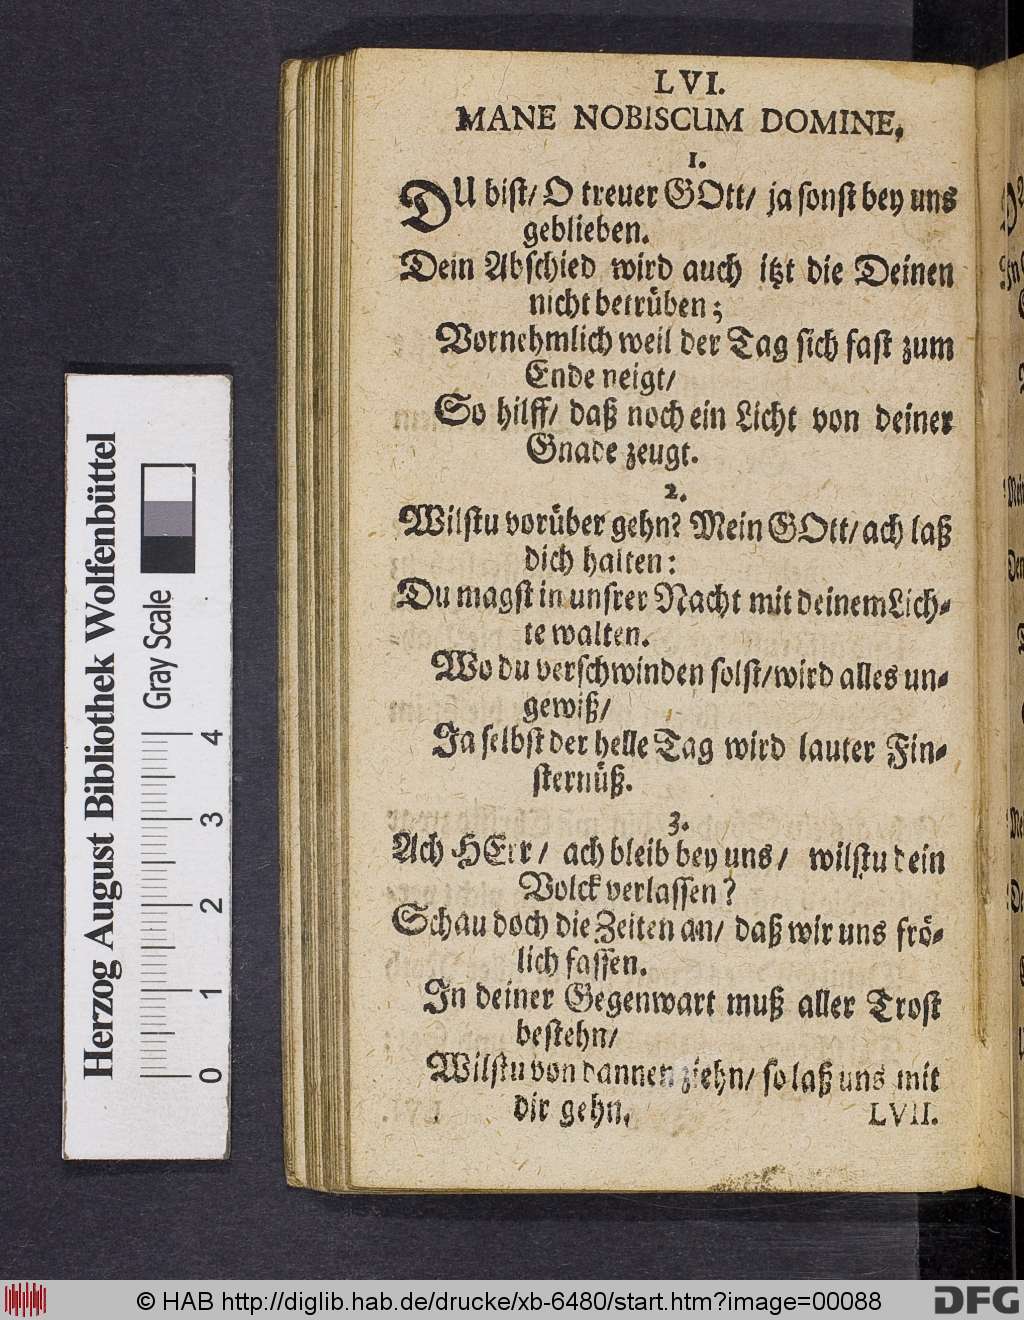 LVI.
MANE NOBISCUM DOMINE,
1.
DU bist/ O treuer GOtt/ ja sonst bey uns
geblieben.
Dein Abschied wird auch itzt die Deinen
nicht betrüben;
Vornehmlich weil der Tag sich fast zum
Ende neigt/
So hilff/ daß noch ein Licht von deiner
Gnade zeugt.
2.
Wilstu vorüber gehn? Mein GOtt/ ach laß
dich halten:
Du magst in unsrer Nacht mit deinem Lich-
te walten.
Wo du verschwinden solst/ wird alles un-
gewiß/
Ja selbst der helle Tag wird lauter Fin-
sternüß.
3.
Ach HErr/ ach bleib bey uns/ wilstu dein
Volck verlassen?
Schau doch die Zeiten an/ daß wir uns frö-
lich fassen.
In deiner Gegenwart muß aller Trost
bestehn/
Wilstu von dannen ziehn/ so laß uns mit
dir gehn.
LVII.
Herzog August Bibliothek Wolfenbüttel
Gray Scale
0 1 2 3 4
© HAB http://diglib.hab.de/drucke/xb-6480/start.htm?image=00088
DFG